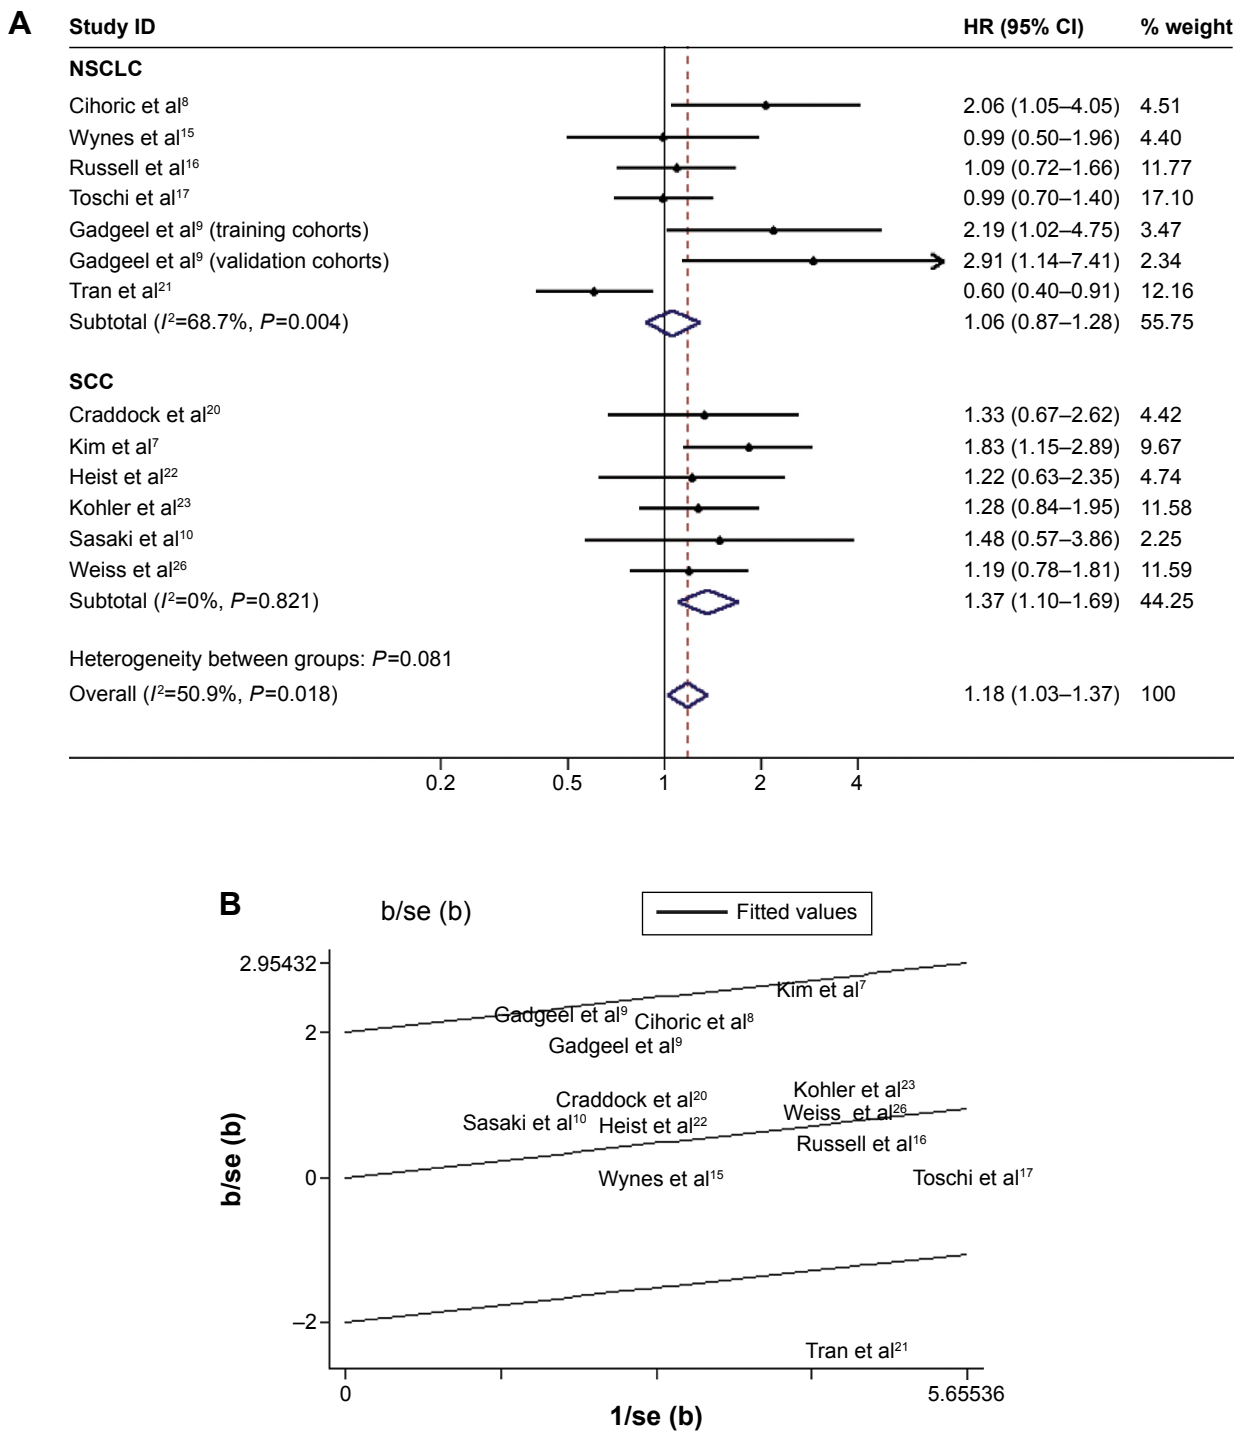 A Study ID HR (95% CI) % weight
NSCLC
Cihoric et al⁸ 2.06 (1.05–4.05) 4.51
Wynes et al¹⁵ 0.99 (0.50–1.96) 4.40
Russell et al¹⁶ 1.09 (0.72–1.66) 11.77
Toschi et al¹⁷ 0.99 (0.70–1.40) 17.10
Gadgeel et al⁹ (training cohorts) 2.19 (1.02–4.75) 3.47
Gadgeel et al⁹ (validation cohorts) 2.91 (1.14–7.41) 2.34
Tran et al²¹ 0.60 (0.40–0.91) 12.16
Subtotal (I²=68.7%, P=0.004) 1.06 (0.87–1.28) 55.75
SCC
Craddock et al²⁰ 1.33 (0.67–2.62) 4.42
Kim et al⁷ 1.83 (1.15–2.89) 9.67
Heist et al²² 1.22 (0.63–2.35) 4.74
Kohler et al²³ 1.28 (0.84–1.95) 11.58
Sasaki et al¹⁰ 1.48 (0.57–3.86) 2.25
Weiss et al²⁶ 1.19 (0.78–1.81) 11.59
Subtotal (I²=0%, P=0.821) 1.37 (1.10–1.69) 44.25
Heterogeneity between groups: P=0.081
Overall (I²=50.9%, P=0.018) 1.18 (1.03–1.37) 100
0.2 0.5 1 2 4
B b/se (b) Fitted values
2.95432
Kim et al⁷
Gadgeel et al⁹ Cihoric et al⁸
2
Gadgeel et al⁹
Kohler et al²³
Craddock et al²⁰
Weiss et al²⁶
Sasaki et al¹⁰ Heist et al²²
Russell et al¹⁶
0 Wynes et al¹⁵ Toschi et al¹⁷
b/se (b)
–2
Tran et al²¹
0 5.65536
1/se (b)